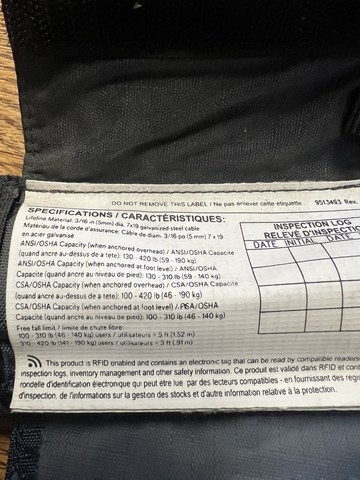 DO NOT REMOVE THIS LABEL / Ne pas enlever cette etiquette.
9513493 Rev.
SPECIFICATIONS / CARACTÉRISTIQUES:
Lifeline Material: 3/16 in (5mm) dia. 7x19 galvanized steel cable
Materiau de la corde d'assurance: Câble de diam. 3/16 po (5 mm) 7 x 19
en acier galvanisé
ANSI/OSHA Capacity (when anchored overhead) / ANSI/OSHA Capacite
(quand ancre au-dessus de a tete): 130 - 420 lb (59 - 190 kg)
ANSI/OSHA Capacity (when anchored at foot level) / ANSI/OSHA
Capacite (quand ancre au niveau de pied): 130 - 310 lb (59 - 140 kg)
CSA/OSHA Capacity (when anchored overhead) / CSA/OSHA Capacite
(quand ancre au-dessus de a tete): 100 - 420 lb (46 - 190 kg)
CSA/OSHA Capacity (when anchored at foot level) / CSA/OSHA
Capacite (quand ancre au niveau de pied): 100 - 310 lb (46 - 140 kg)
Free fall limit / limite de chute libre:
100 - 310 lb (46 - 140 kg) users / utilisateurs = 5 ft (1.52 m)
310 - 420 lb (141 - 190 kg) users / utilisateurs = 3 ft (.91 m)
INSPECTION LOG
RELEVÉ D'INSPECTIO
DATE INITIAL DATE
This product is RFID enabled and contains an electronic tag that can be read by compatible readers
inspection logs, inventory management and other safety information. Ce produit est validé dans RFID et cont
rondelle d'identification électronique qui peut être lue par des lecteurs compatibles - en fournissant des rég
d'inspection, de l'informations sur la gestion des stocks et d'autre information relative à la protection.